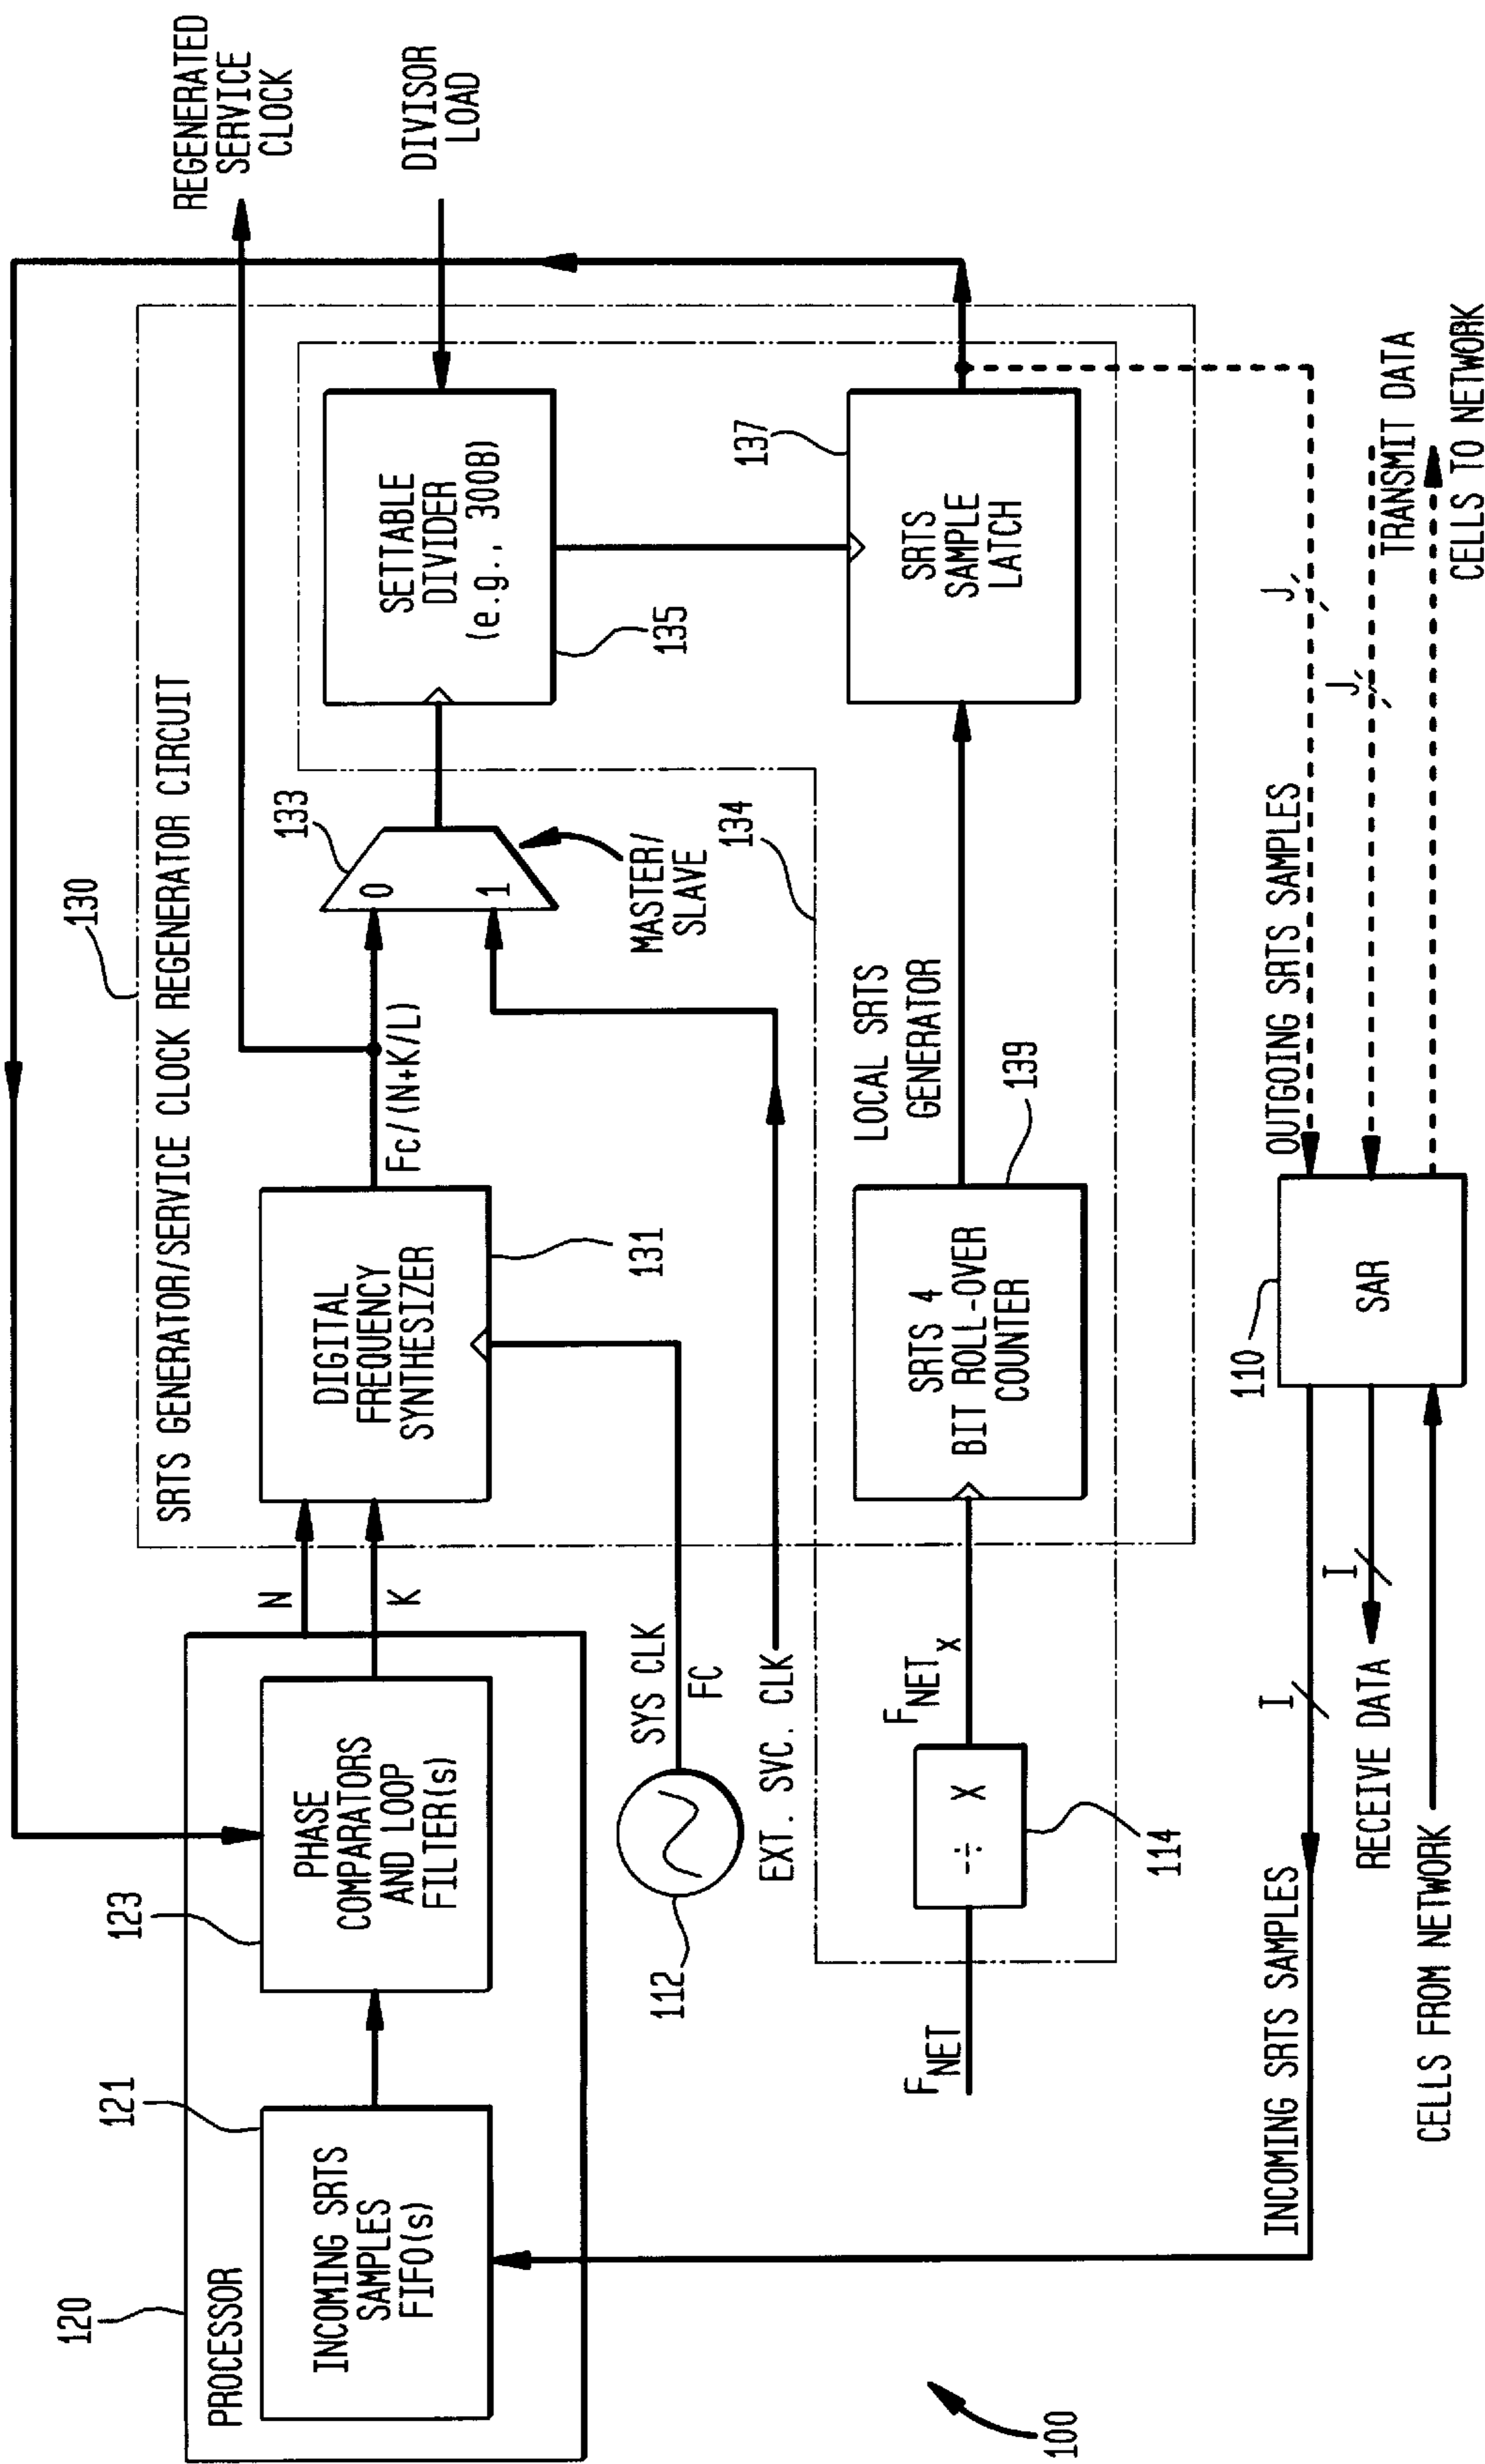 120
PROCESSOR
121
INCOMING SRTS
SAMPLES
FIFO(s)
123
PHASE
COMPARATORS
AND LOOP
FILTER(s)
N
K
130
SRTS GENERATOR/SERVICE CLOCK REGENERATOR CIRCUIT
DIGITAL
FREQUENCY
SYNTHESIZER
131
Fc/(N+K/L)
133
0
1
MASTER/
SLAVE
SETTABLE
DIVIDER
(e.g., 3008)
135
REGENERATED
SERVICE
CLOCK
DIVISOR
LOAD
112
SYS CLK
FC
EXT. SVC. CLK
134
FNET
÷ X
114
FNETX
SRTS 4
BIT ROLL-OVER
COUNTER
139
LOCAL SRTS
GENERATOR
137
SRTS
SAMPLE
LATCH
INCOMING SRTS SAMPLES
I
RECEIVE DATA
I
CELLS FROM NETWORK
110
SAR
OUTGOING SRTS SAMPLES
J
J
TRANSMIT DATA
CELLS TO NETWORK
100